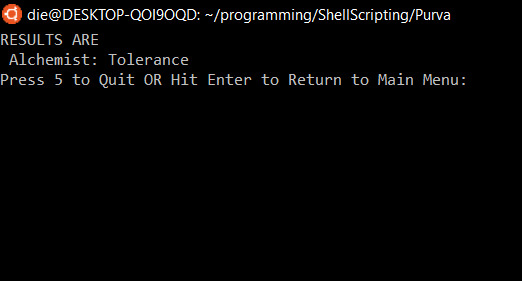 die@DESKTOP-QOI9OQD: ~/programming/ShellScripting/Purva
RESULTS ARE
 Alchemist: Tolerance
Press 5 to Quit OR Hit Enter to Return to Main Menu: